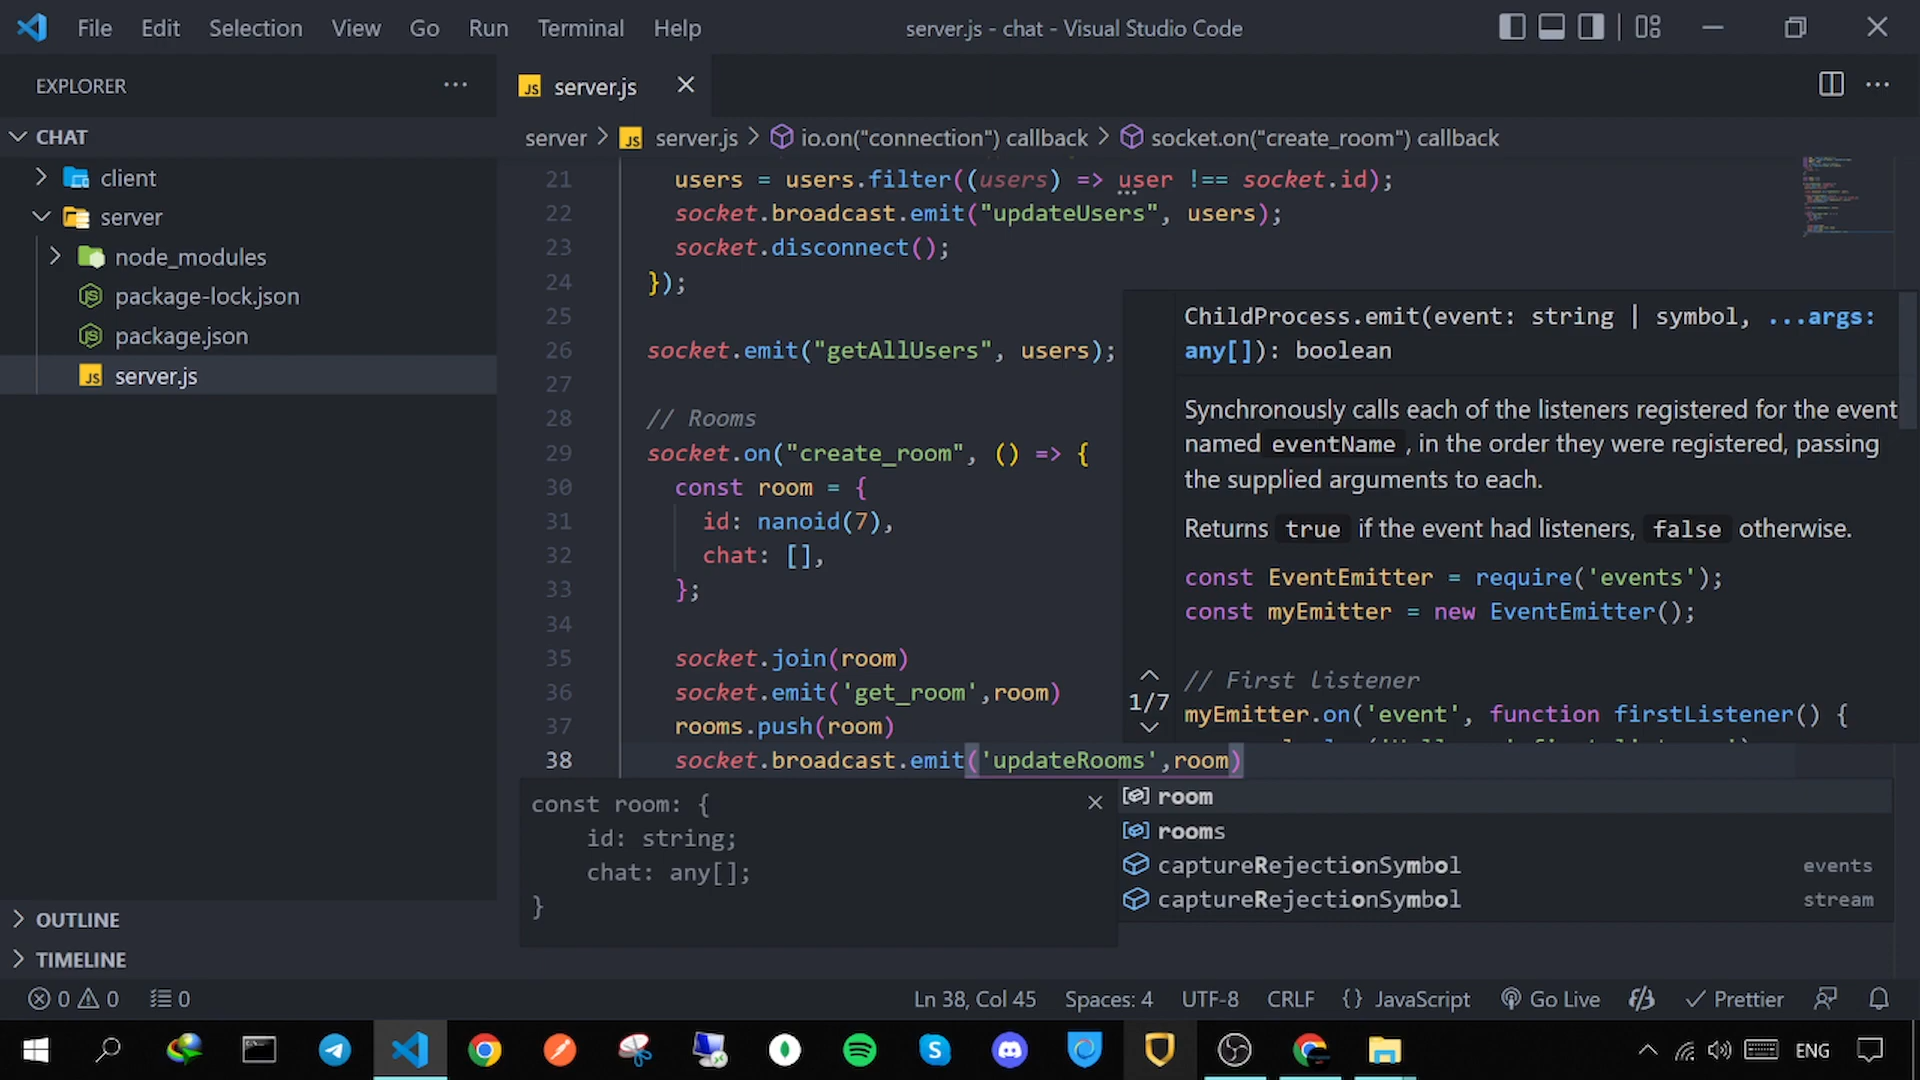 File Edit Selection View Go Run Terminal Help
server.js - chat - Visual Studio Code
EXPLORER
server.js
CHAT
client
server
node_modules
package-lock.json
package.json
server.js
OUTLINE
TIMELINE
server > server.js > io.on("connection") callback > socket.on("create_room") callback
21 users = users.filter((users) => user !== socket.id);
22 socket.broadcast.emit("updateUsers", users);
23 socket.disconnect();
24 });
25
26 socket.emit("getAllUsers", users);
27
28 // Rooms
29 socket.on("create_room", () => {
30 const room = {
31 id: nanoid(7),
32 chat: [],
33 };
34
35 socket.join(room)
36 socket.emit('get_room',room)
37 rooms.push(room)
38 socket.broadcast.emit('updateRooms',room)
ChildProcess.emit(event: string | symbol, ...args:
any[]): boolean
Synchronously calls each of the listeners registered for the event
named eventName, in the order they were registered, passing
the supplied arguments to each.
Returns true if the event had listeners, false otherwise.
const EventEmitter = require('events');
const myEmitter = new EventEmitter();
// First listener
1/7
myEmitter.on('event', function firstListener() {
const room: {
id: string;
chat: any[];
}
room
rooms
captureRejectionSymbol events
captureRejectionSymbol stream
0 0 0
Ln 38, Col 45 Spaces: 4 UTF-8 CRLF {} JavaScript Go Live Prettier
ENG